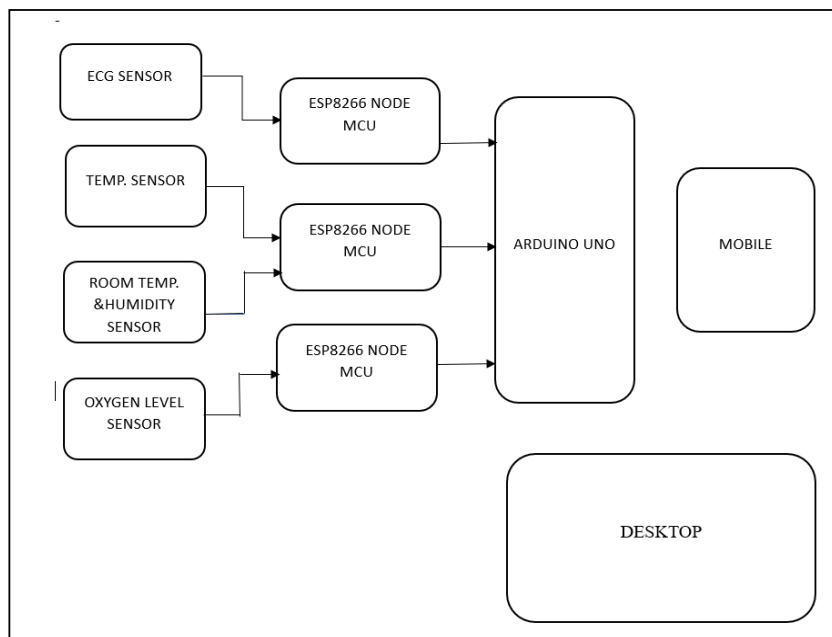 ECG SENSOR
ESP8266 NODE
MCU
TEMP. SENSOR
ESP8266 NODE
MCU
ROOM TEMP.
&HUMIDITY
SENSOR
ESP8266 NODE
MCU
OXYGEN LEVEL
SENSOR
ARDUINO UNO
MOBILE
DESKTOP